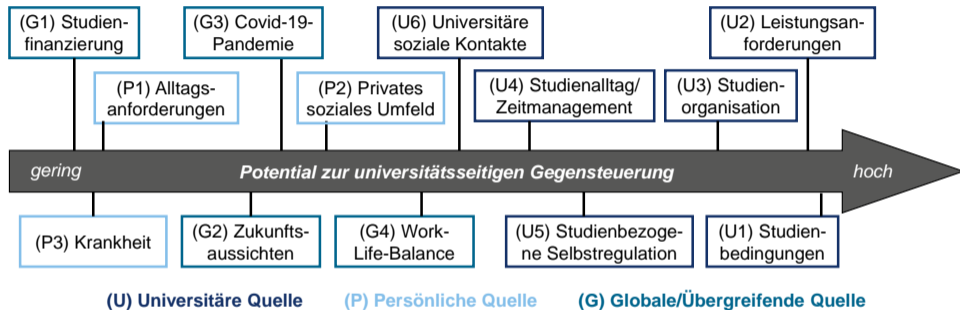 (G1) Studien-
finanzierung
(G3) Covid-19-
Pandemie
(U6) Universitäre
soziale Kontakte
(U2) Leistungsan-
forderungen
(P1) Alltags-
anforderungen
(P2) Privates
soziales Umfeld
(U4) Studienalltag/
Zeitmanagement
(U3) Studien-
organisation
gering Potential zur universitätsseitigen Gegensteuerung hoch
(P3) Krankheit
(G2) Zukunfts-
aussichten
(G4) Work-
Life-Balance
(U5) Studienbezoge-
ne Selbstregulation
(U1) Studien-
bedingungen
(U) Universitäre Quelle (P) Persönliche Quelle (G) Globale/Übergreifende Quelle